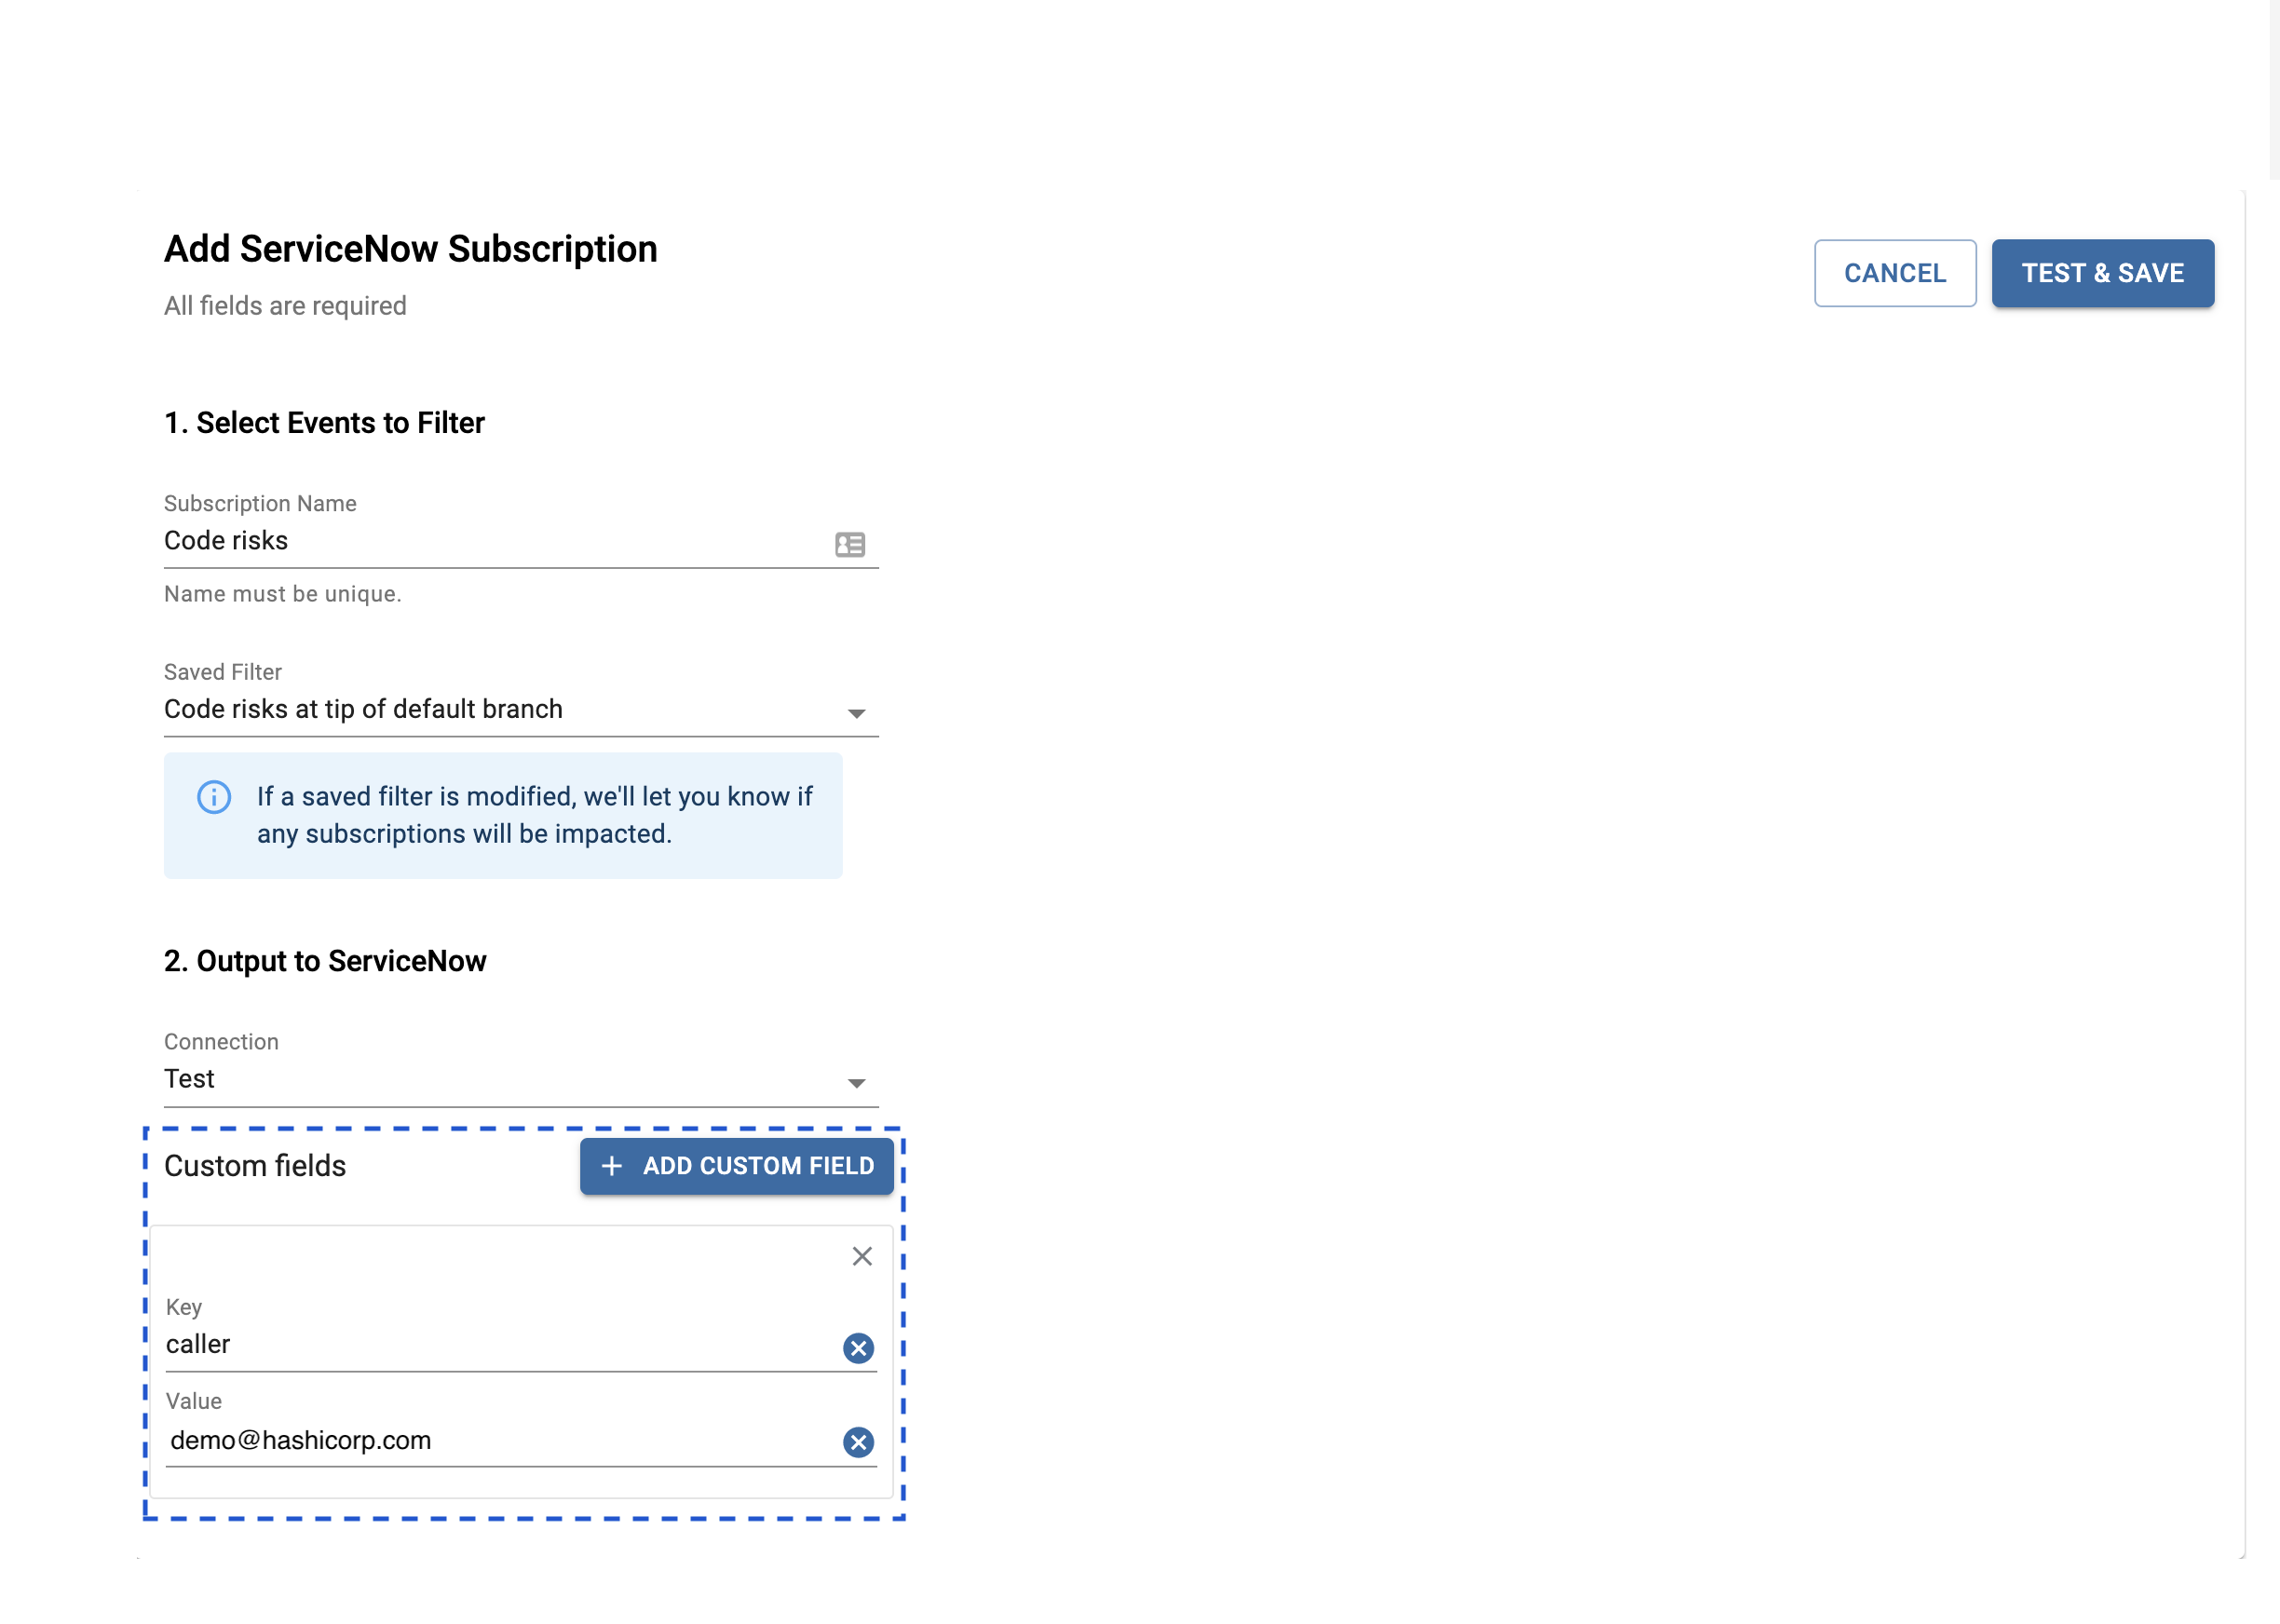 Add ServiceNow Subscription
CANCEL
TEST & SAVE
All fields are required
1. Select Events to Filter
Subscription Name
Code risks
Name must be unique.
Saved Filter
Code risks at tip of default branch
If a saved filter is modified, we'll let you know if
any subscriptions will be impacted.
2. Output to ServiceNow
Connection
Test
Custom fields
+ ADD CUSTOM FIELD
Key
caller
Value
demo@hashicorp.com